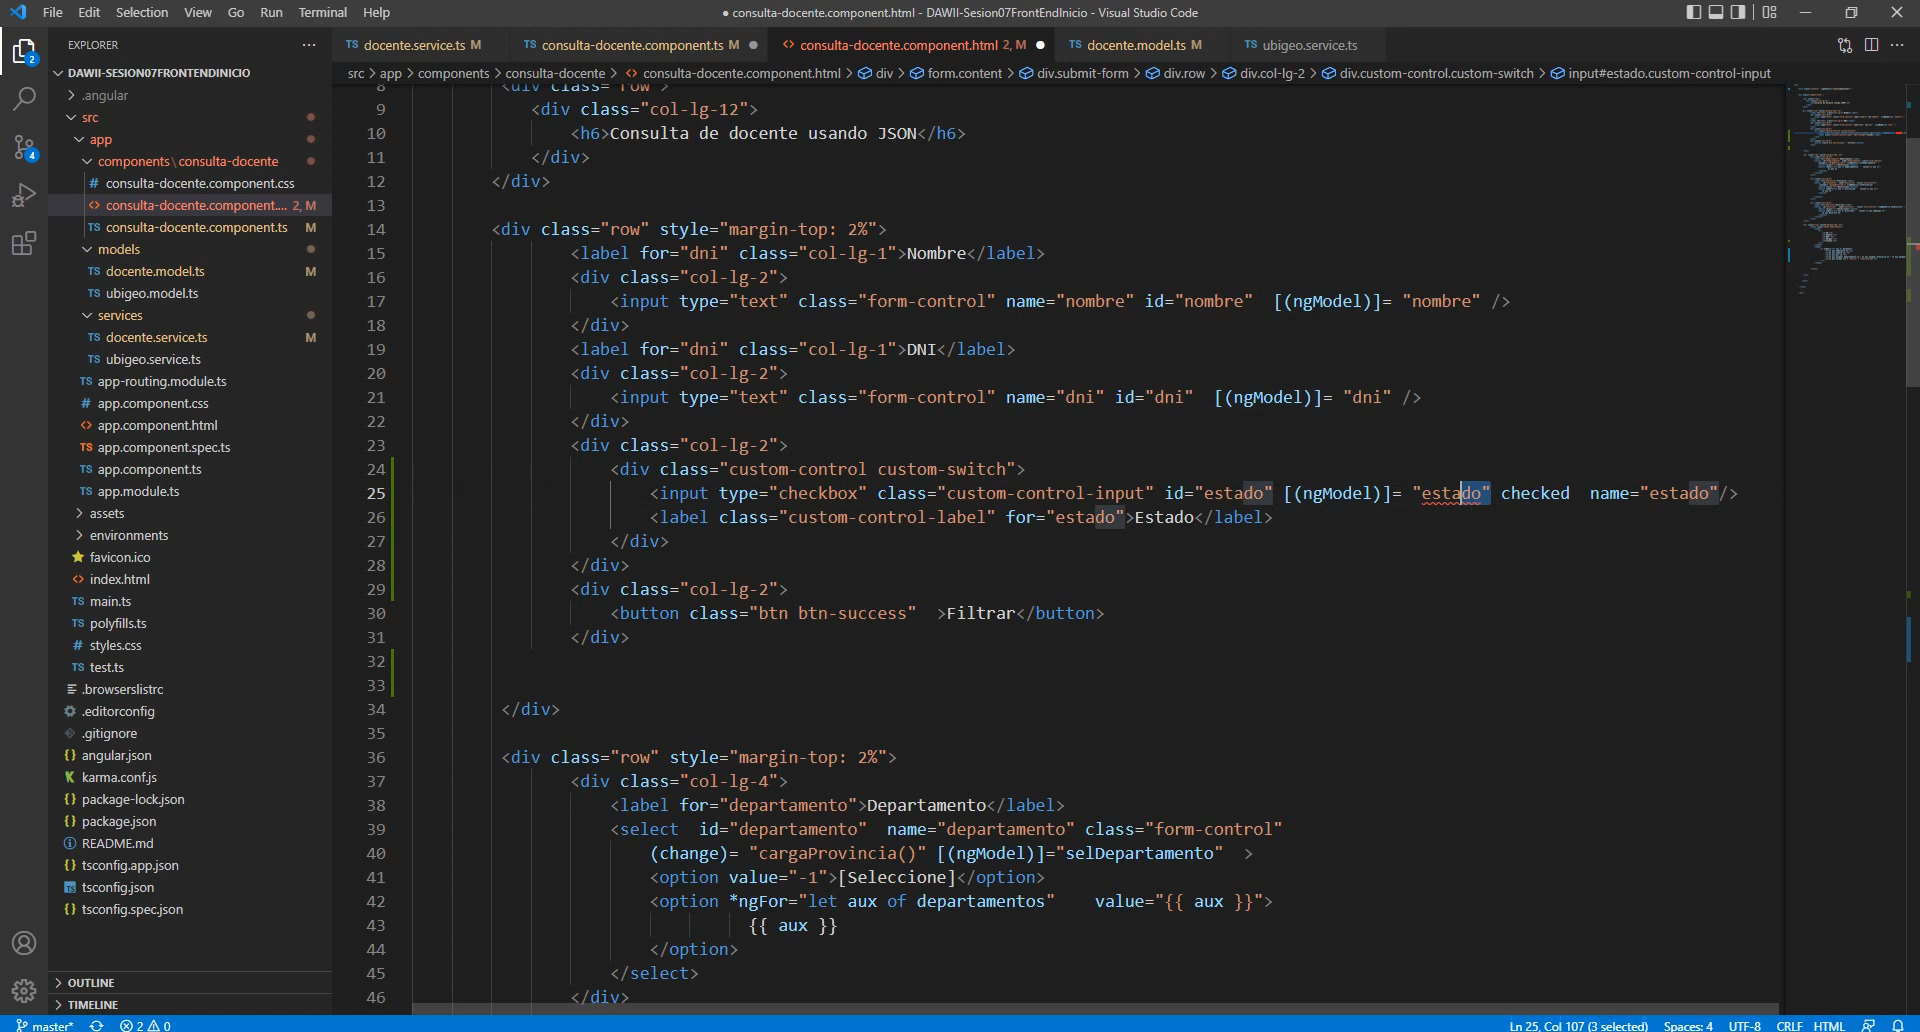 File Edit Selection View Go Run Terminal Help
● consulta-docente.component.html - DAWII-Sesion07FrontEndInicio - Visual Studio Code
EXPLORER
DAWII-SESION07FRONTENDINICIO
.angular
src
app
components\consulta-docente
consulta-docente.component.css
consulta-docente.component.... 2, M
consulta-docente.component.ts M
models
docente.model.ts M
ubigeo.model.ts
services
docente.service.ts M
ubigeo.service.ts
app-routing.module.ts
app.component.css
app.component.html
app.component.spec.ts
app.component.ts
app.module.ts
assets
environments
favicon.ico
index.html
main.ts
polyfills.ts
styles.css
test.ts
.browserslistrc
.editorconfig
.gitignore
angular.json
karma.conf.js
package-lock.json
package.json
README.md
tsconfig.app.json
tsconfig.json
tsconfig.spec.json
OUTLINE
TIMELINE
docente.service.ts M consulta-docente.component.ts M consulta-docente.component.html 2, M docente.model.ts M ubigeo.service.ts
src > app > components > consulta-docente > consulta-docente.component.html > div > form.content > div.submit-form > div.row > div.col-lg-2 > div.custom-control.custom-switch > input#estado.custom-control-input
8 <div class="row">
9 <div class="col-lg-12">
10 <h6>Consulta de docente usando JSON</h6>
11 </div>
12 </div>
13
14 <div class="row" style="margin-top: 2%">
15 <label for="dni" class="col-lg-1">Nombre</label>
16 <div class="col-lg-2">
17 <input type="text" class="form-control" name="nombre" id="nombre" [(ngModel)]= "nombre" />
18 </div>
19 <label for="dni" class="col-lg-1">DNI</label>
20 <div class="col-lg-2">
21 <input type="text" class="form-control" name="dni" id="dni" [(ngModel)]= "dni" />
22 </div>
23 <div class="col-lg-2">
24 <div class="custom-control custom-switch">
25 <input type="checkbox" class="custom-control-input" id="estado" [(ngModel)]= "estado" checked name="estado"/>
26 <label class="custom-control-label" for="estado">Estado</label>
27 </div>
28 </div>
29 <div class="col-lg-2">
30 <button class="btn btn-success" >Filtrar</button>
31 </div>
32
33
34 </div>
35
36 <div class="row" style="margin-top: 2%">
37 <div class="col-lg-4">
38 <label for="departamento">Departamento</label>
39 <select id="departamento" name="departamento" class="form-control"
40 (change)= "cargaProvincia()" [(ngModel)]="selDepartamento" >
41 <option value="-1">[Seleccione]</option>
42 <option *ngFor="let aux of departamentos" value="{{ aux }}">
43 {{ aux }}
44 </option>
45 </select>
46 </div>
master* 2 0
Ln 25, Col 107 (3 selected) Spaces: 4 UTF-8 CRLF HTML